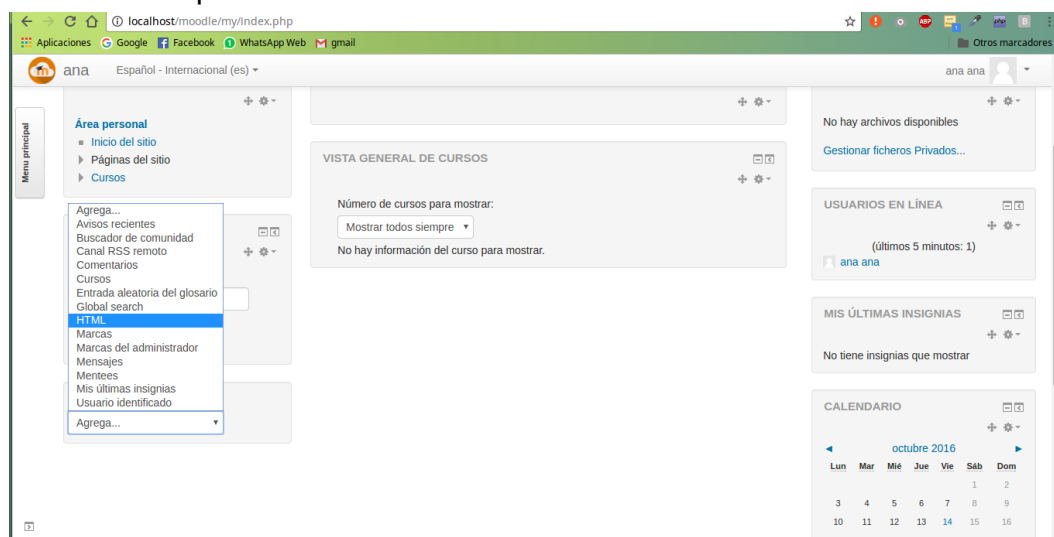 localhost/moodle/my/index.php
Aplicaciones Google Facebook WhatsApp Web gmail Otros marcadores
ana Español - Internacional (es) ana ana
Menu principal
Área personal
Inicio del sitio
Páginas del sitio
Cursos
Agrega...
Avisos recientes
Buscador de comunidad
Canal RSS remoto
Comentarios
Cursos
Entrada aleatoria del glosario
Global search
HTML
Marcas
Marcas del administrador
Mensajes
Mentees
Mis últimas insignias
Usuario identificado
Agrega...
VISTA GENERAL DE CURSOS
Número de cursos para mostrar:
Mostrar todos siempre
No hay información del curso para mostrar.
No hay archivos disponibles
Gestionar ficheros Privados...
USUARIOS EN LÍNEA
(últimos 5 minutos: 1)
ana ana
MIS ÚLTIMAS INSIGNIAS
No tiene insignias que mostrar
CALENDARIO
octubre 2016
Lun Mar Mié Jue Vie Sáb Dom
1 2
3 4 5 6 7 8 9
10 11 12 13 14 15 16